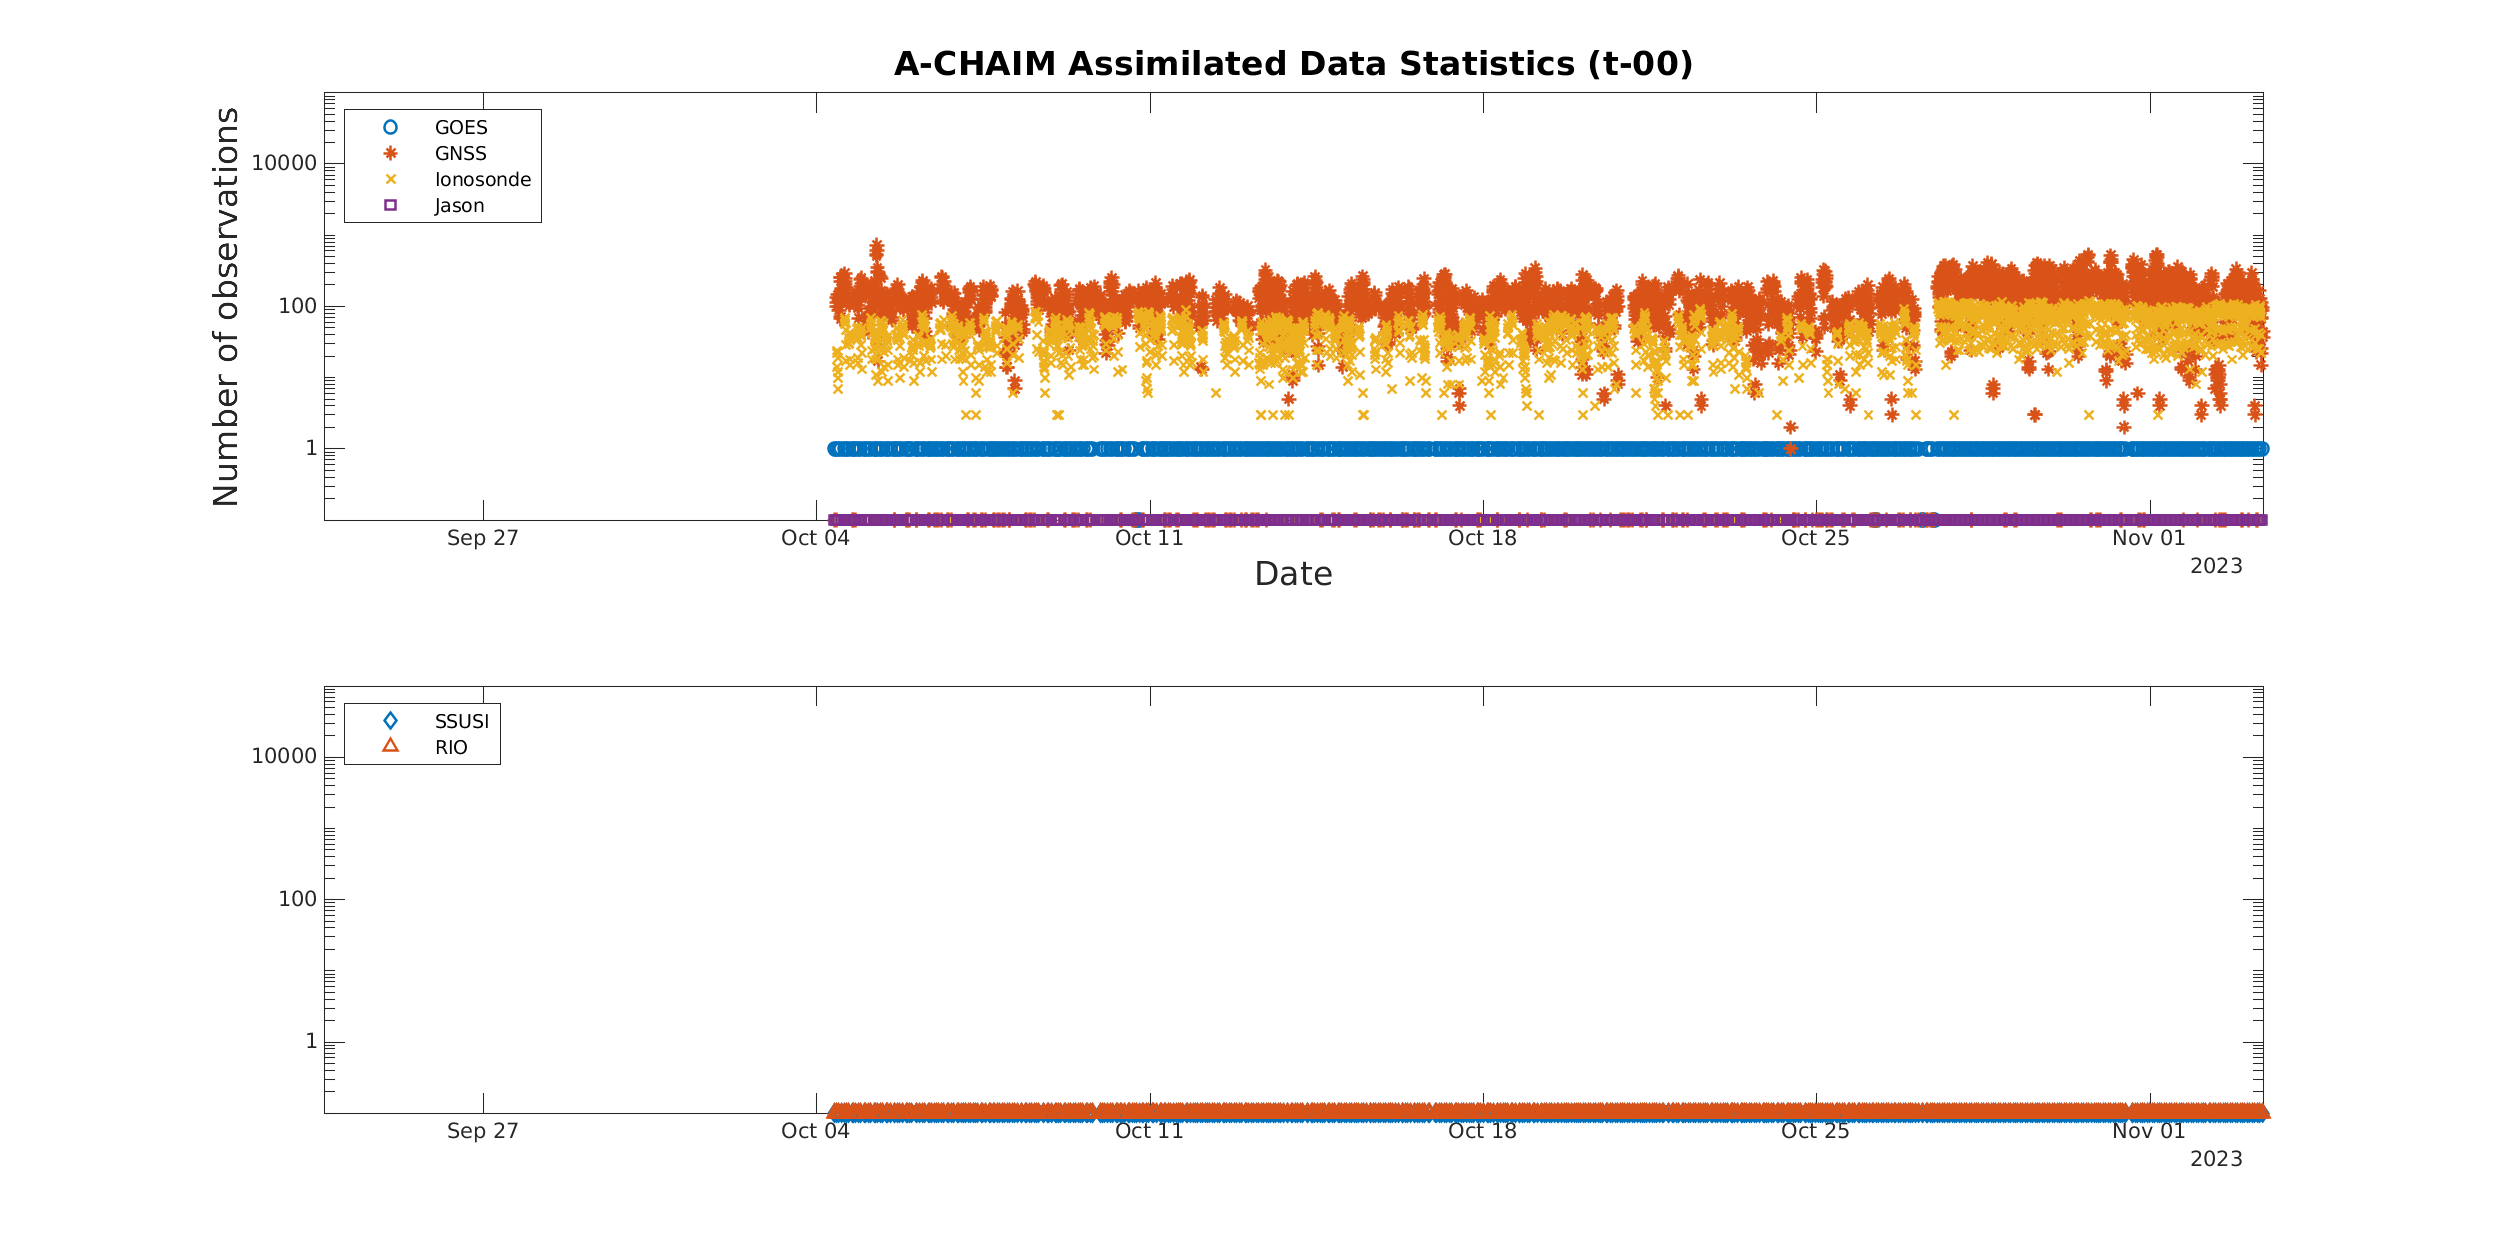 A-CHAIM Assimilated Data Statistics (t-00)
Number of observations
10000
100
1
GOES
GNSS
Ionosonde
Jason
Sep 27
Oct 04
Oct 11
Oct 18
Oct 25
Nov 01
2023
Date
10000
100
1
SSUSI
RIO
Sep 27
Oct 04
Oct 11
Oct 18
Oct 25
Nov 01
2023